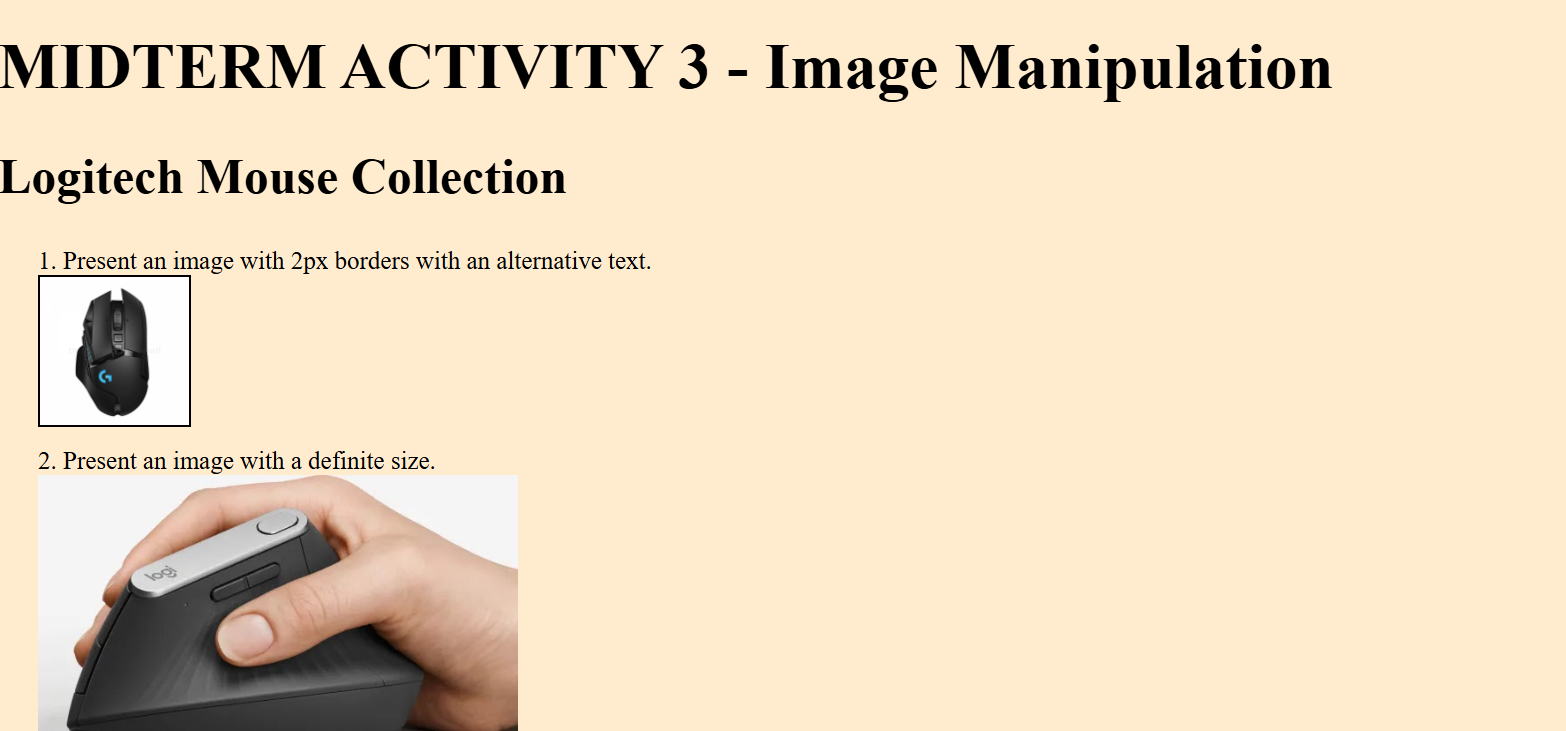 MIDTERM ACTIVITY 3 - Image Manipulation
Logitech Mouse Collection
1. Present an image with 2px borders with an alternative text.
2. Present an image with a definite size.
logi